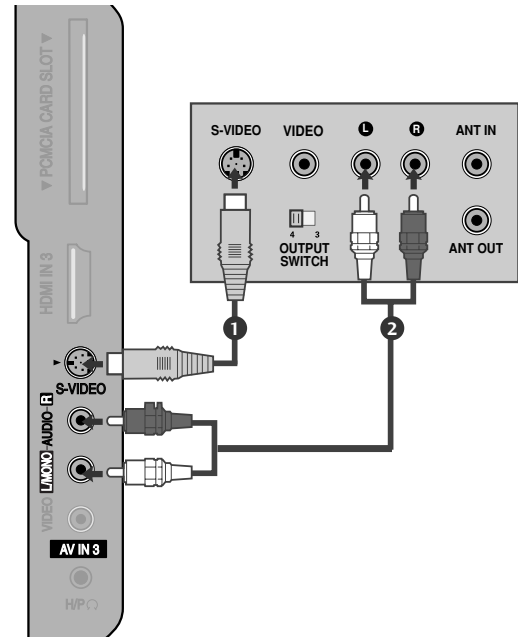 ▼ PCMCIA CARD SLOT ▼
HDMI IN 3
S-VIDEO
L/MONO-AUDIO-R
VIDEO
AV IN 3
H/P
S-VIDEO
VIDEO
L
R
ANT IN
4 3
OUTPUT
SWITCH
ANT OUT
1
2